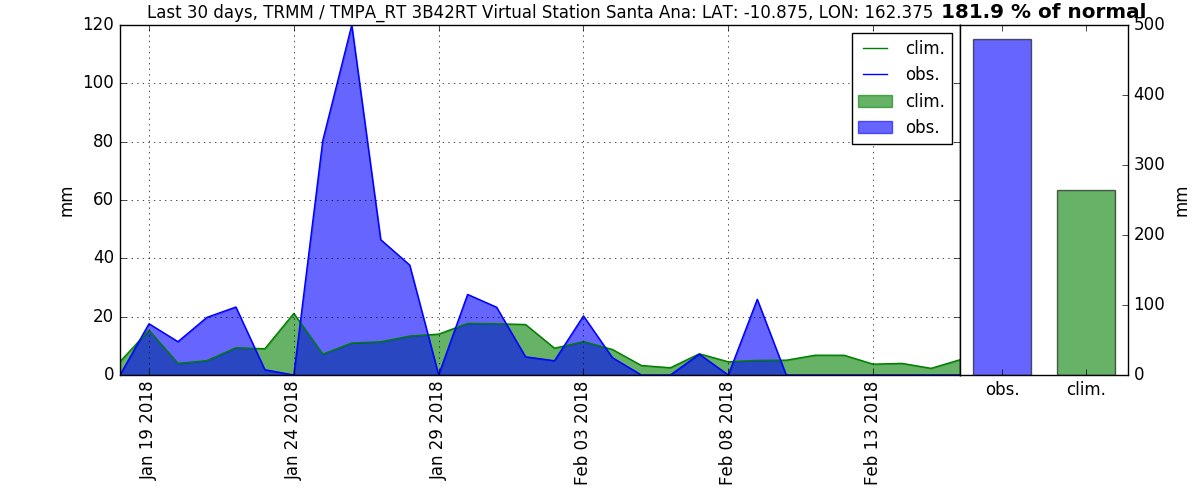 Last 30 days, TRMM / TMPA_RT 3B42RT Virtual Station Santa Ana: LAT: -10.875, LON: 162.375 181.9 % of normal
120
100
80
60
40
20
0
mm
clim.
obs.
clim.
obs.
Jan 19 2018
Jan 24 2018
Jan 29 2018
Feb 03 2018
Feb 08 2018
Feb 13 2018
500
400
300
200
100
0
mm
obs. clim.